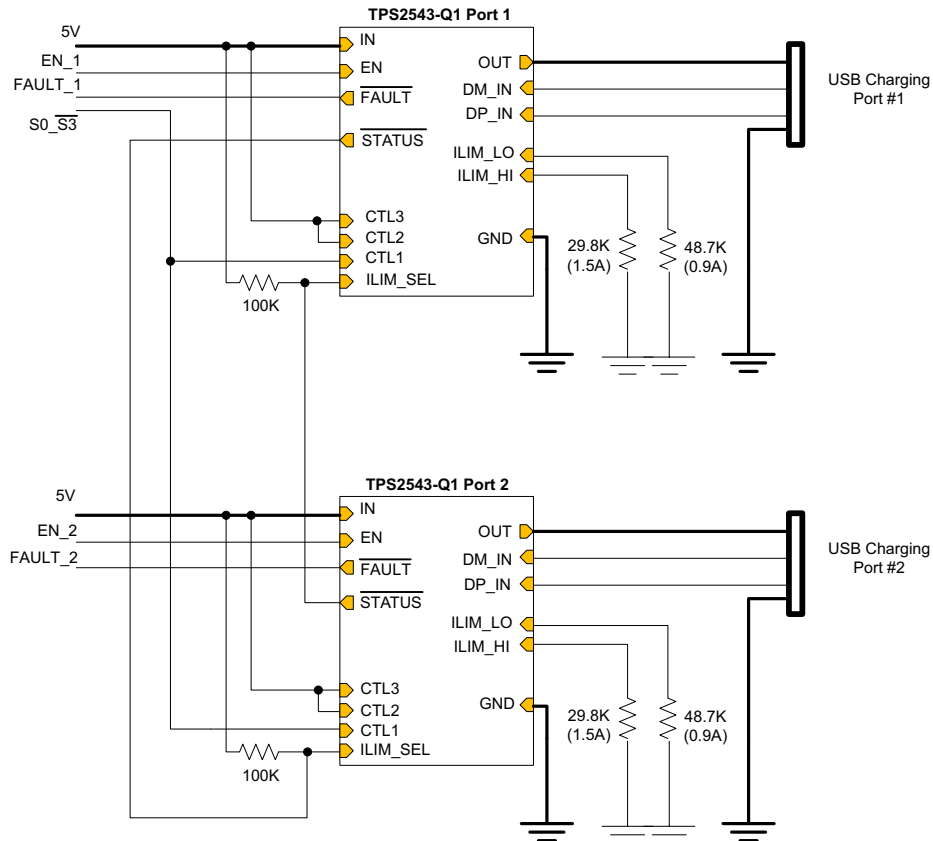 TPS2543-Q1 Port 1
5V
EN_1
FAULT_1
S0_S3
IN
EN
FAULT
STATUS
CTL3
CTL2
CTL1
ILIM_SEL
100K
OUT
DM_IN
DP_IN
ILIM_LO
ILIM_HI
GND
29.8K
(1.5A)
48.7K
(0.9A)
USB Charging
Port #1
TPS2543-Q1 Port 2
5V
EN_2
FAULT_2
IN
EN
FAULT
STATUS
CTL3
CTL2
CTL1
ILIM_SEL
100K
OUT
DM_IN
DP_IN
ILIM_LO
ILIM_HI
GND
29.8K
(1.5A)
48.7K
(0.9A)
USB Charging
Port #2